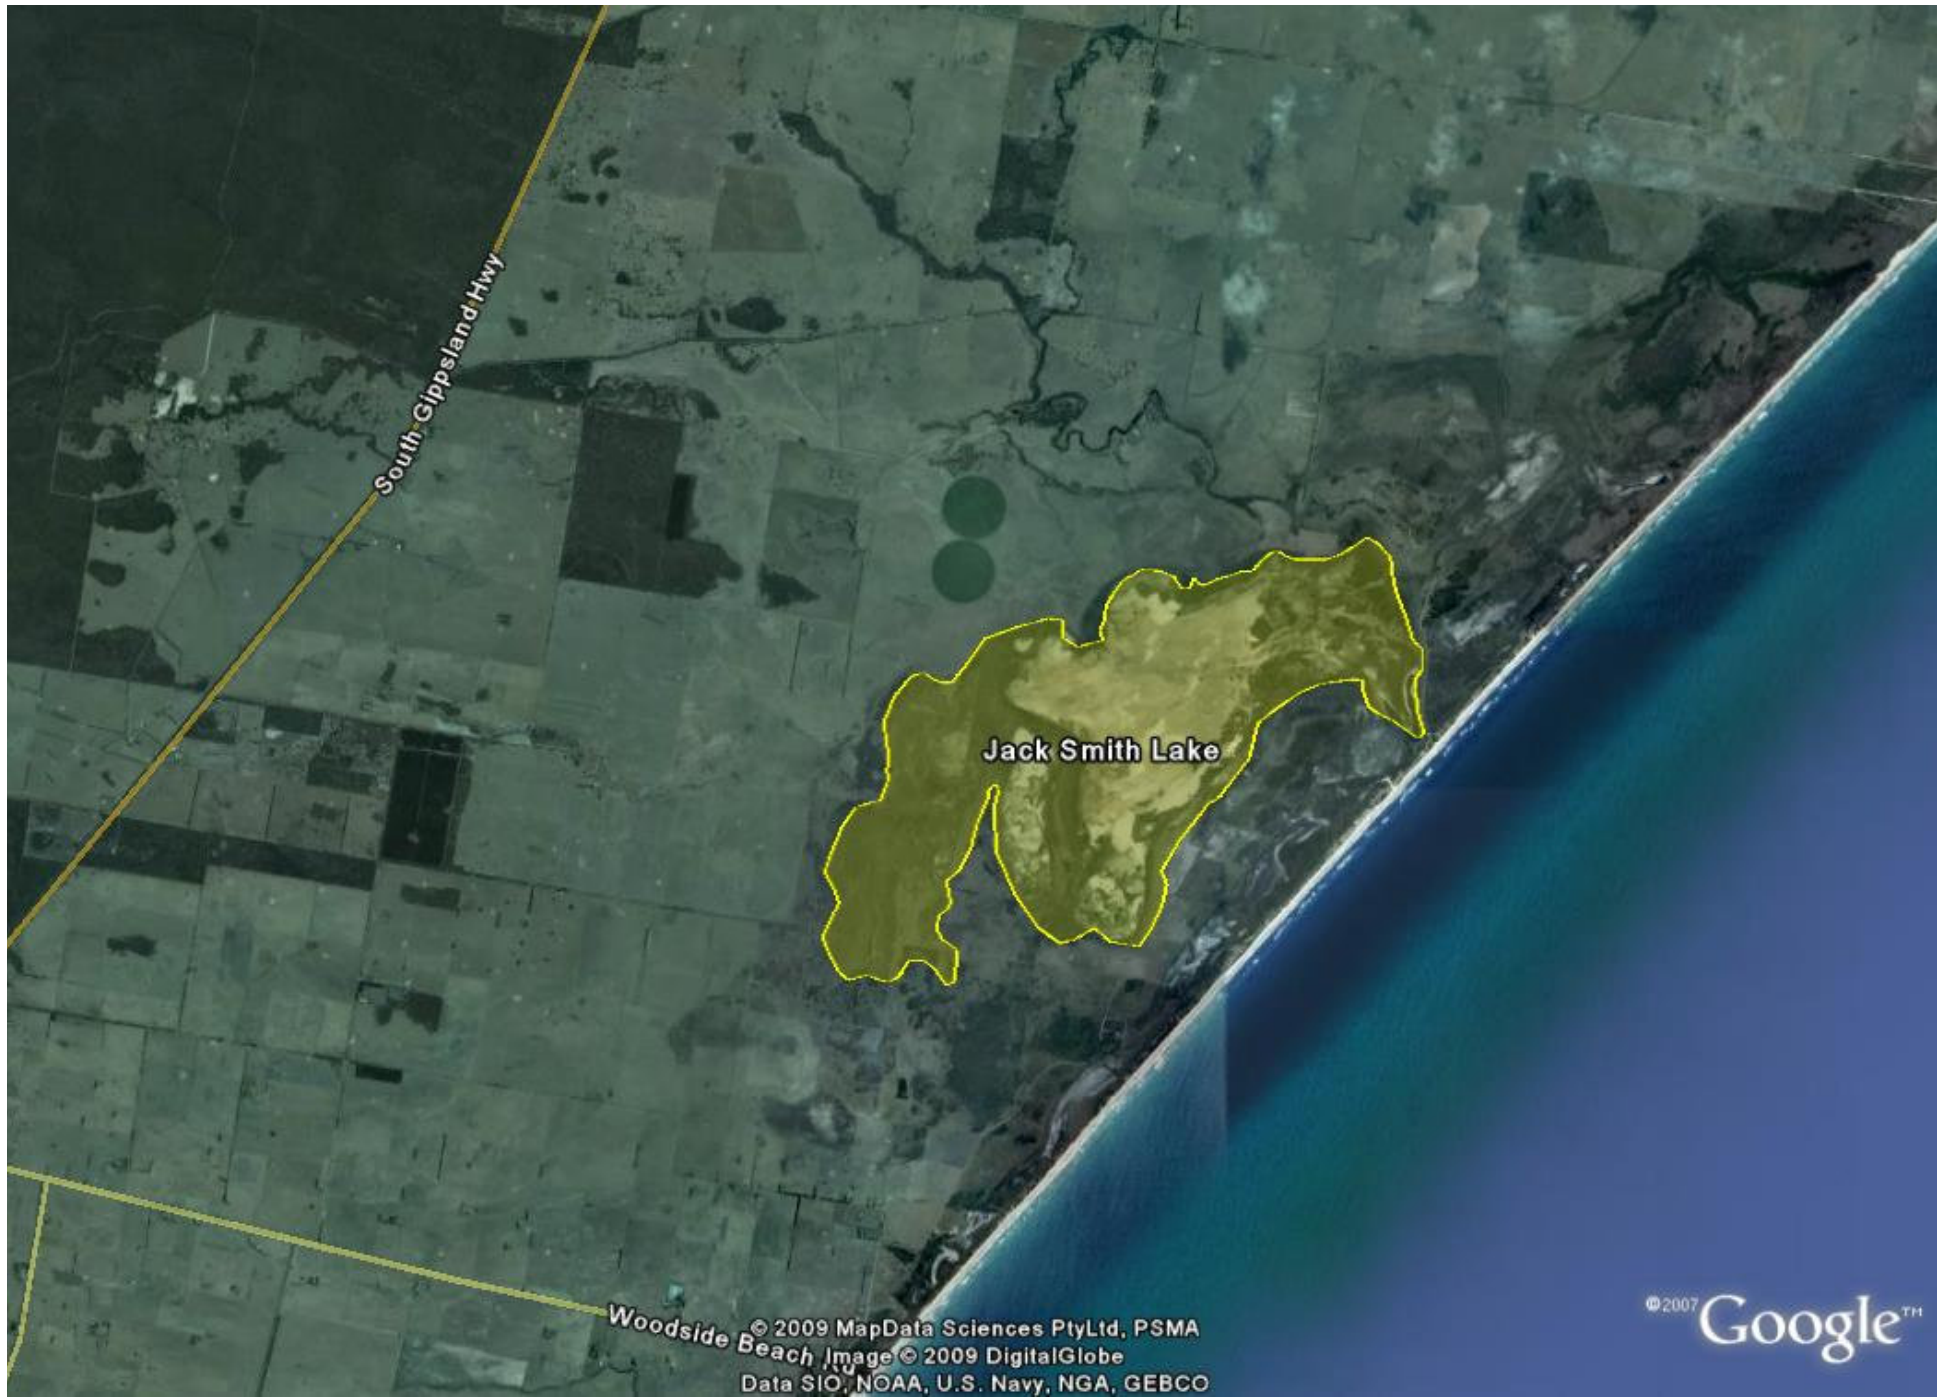 South Gippsland Hwy
Jack Smith Lake
Woodside Beach Rd
© 2009 MapData Sciences PtyLtd, PSMA
Image © 2009 DigitalGlobe
Data SIO, NOAA, U.S. Navy, NGA, GEBCO
©2007 Google™